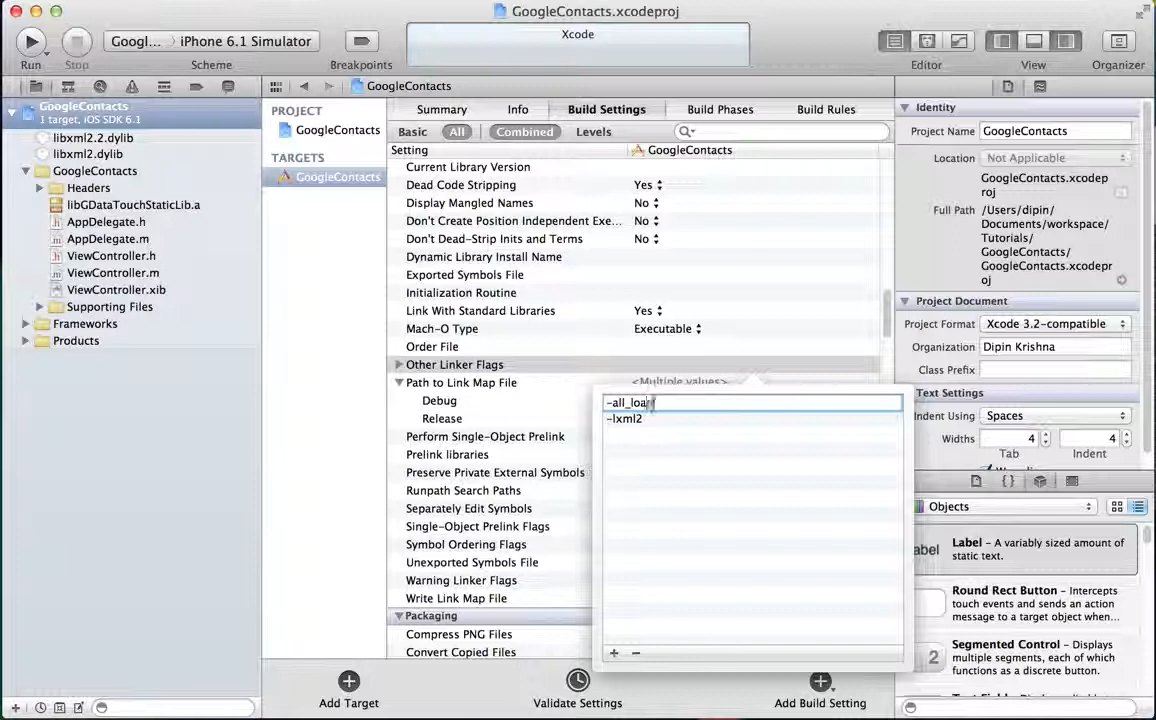 GoogleContacts.xcodeproj
Googl... iPhone 6.1 Simulator
Xcode
Run Stop Scheme Breakpoints Editor View Organizer
GoogleContacts
GoogleContacts
1 target, iOS SDK 6.1
libxml2.2.dylib
libxml2.dylib
GoogleContacts
Headers
libGDataTouchStaticLib.a
AppDelegate.h
AppDelegate.m
ViewController.h
ViewController.m
ViewController.xib
Supporting Files
Frameworks
Products
PROJECT
GoogleContacts
TARGETS
GoogleContacts
Summary Info Build Settings Build Phases Build Rules
Basic All Combined Levels
Setting GoogleContacts
Current Library Version
Dead Code Stripping Yes
Display Mangled Names No
Don't Create Position Independent Exe... No
Don't Dead-Strip Inits and Terms No
Dynamic Library Install Name
Exported Symbols File
Initialization Routine
Link With Standard Libraries Yes
Mach-O Type Executable
Order File
Other Linker Flags
Path to Link Map File <Multiple values>
Debug
Release
Perform Single-Object Prelink
Prelink libraries
Preserve Private External Symbols
Runpath Search Paths
Separately Edit Symbols
Single-Object Prelink Flags
Symbol Ordering Flags
Unexported Symbols File
Warning Linker Flags
Write Link Map File
Packaging
Compress PNG Files
Convert Copied Files
-all_loa
-lxml2
+ -
Add Target Validate Settings Add Build Setting
Identity
Project Name GoogleContacts
Location Not Applicable
GoogleContacts.xcodep
roj
Full Path /Users/dipin/
Documents/workspace/
Tutorials/
GoogleContacts/
GoogleContacts.xcodepr
oj
Project Document
Project Format Xcode 3.2-compatible
Organization Dipin Krishna
Class Prefix
Text Settings
Indent Using Spaces
Widths 4 4
Tab Indent
Objects
abel
Label - A variably sized amount of
static text.
Round Rect Button - Intercepts
touch events and sends an action
message to a target object when...
2
Segmented Control - Displays
multiple segments, each of which
functions as a discrete button.